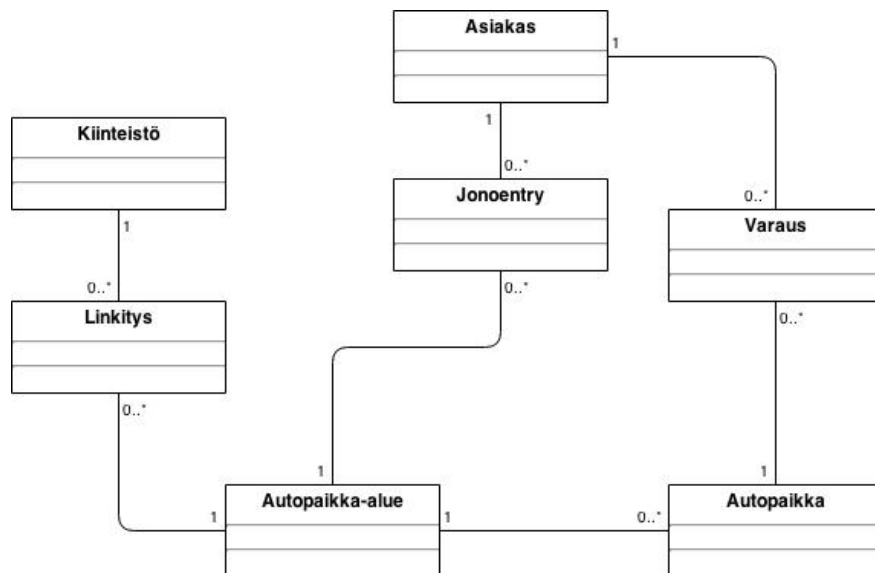 Asiakas
1
1
Kiinteistö
0..*
Jonoentry
0..*
Varaus
1
0..*
0..*
Linkitys
0..*
0..*
1
1
Autopaikka-alue
Autopaikka
1
1
0..*